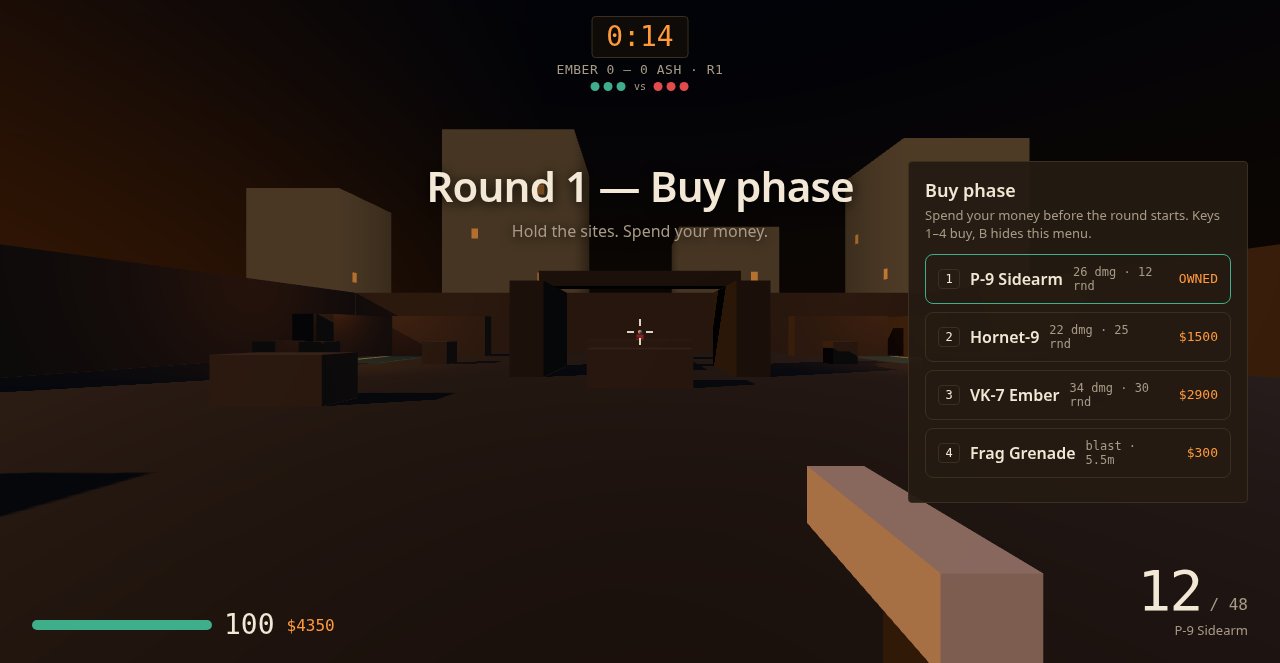 0:14
EMBER 0 — 0 ASH · R1
vs
Round 1 — Buy phase
Hold the sites. Spend your money.
Buy phase
Spend your money before the round starts. Keys
1–4 buy, B hides this menu.
1 P-9 Sidearm 26 dmg · 12
rnd
OWNED
2 Hornet-9 22 dmg · 25
rnd
$1500
3 VK-7 Ember 34 dmg · 30
rnd
$2900
4 Frag Grenade blast ·
5.5m
$300
100 $4350
12 / 48
P-9 Sidearm